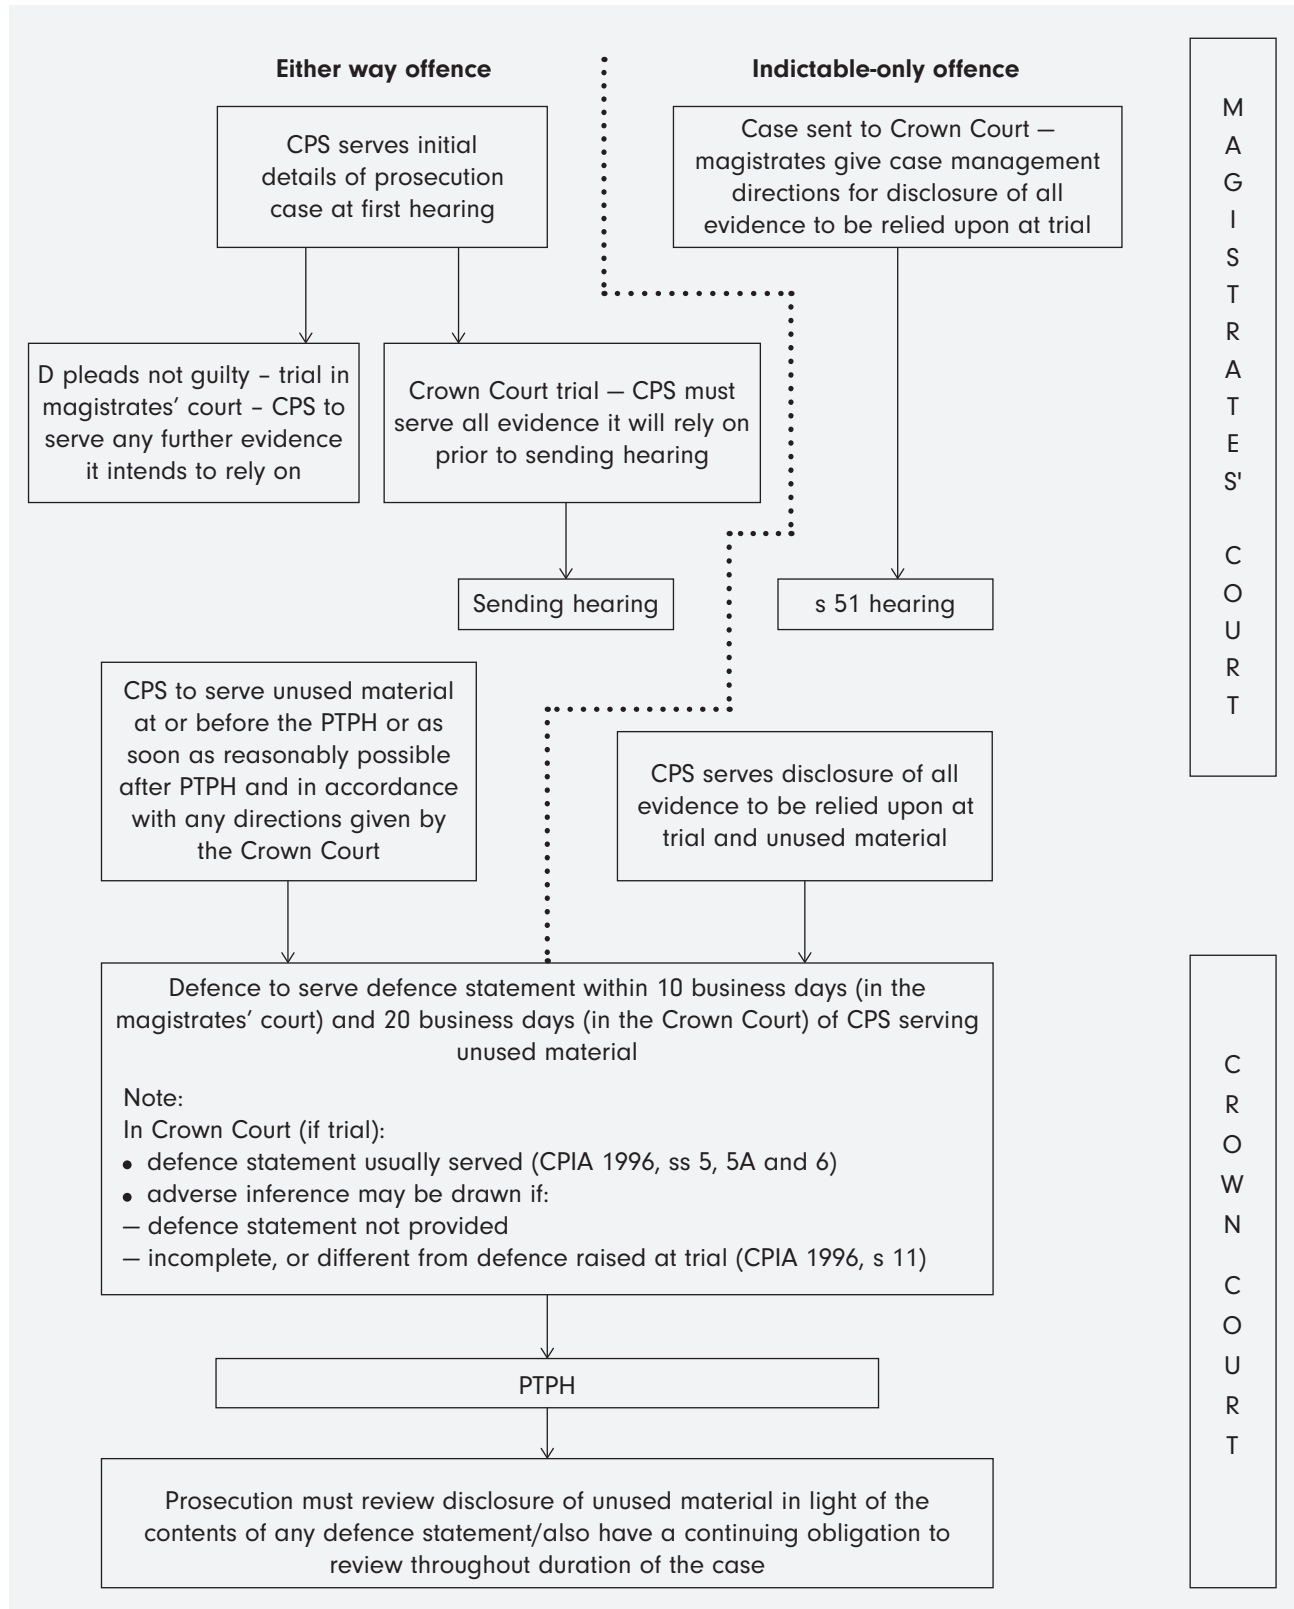 Either way offence
Indictable-only offence
CPS serves initial
details of prosecution
case at first hearing
Case sent to Crown Court —
magistrates give case management
directions for disclosure of all
evidence to be relied upon at trial
D pleads not guilty – trial in
magistrates’ court – CPS to
serve any further evidence
it intends to rely on
Crown Court trial — CPS must
serve all evidence it will rely on
prior to sending hearing
Sending hearing
s 51 hearing
CPS to serve unused material
at or before the PTPH or as
soon as reasonably possible
after PTPH and in accordance
with any directions given by
the Crown Court
CPS serves disclosure of all
evidence to be relied upon at
trial and unused material
Defence to serve defence statement within 10 business days (in the
magistrates’ court) and 20 business days (in the Crown Court) of CPS serving
unused material
Note:
In Crown Court (if trial):
• defence statement usually served (CPIA 1996, ss 5, 5A and 6)
• adverse inference may be drawn if:
— defence statement not provided
— incomplete, or different from defence raised at trial (CPIA 1996, s 11)
PTPH
Prosecution must review disclosure of unused material in light of the
contents of any defence statement/also have a continuing obligation to
review throughout duration of the case
MAGISTRATES' COURT
CROWN COURT